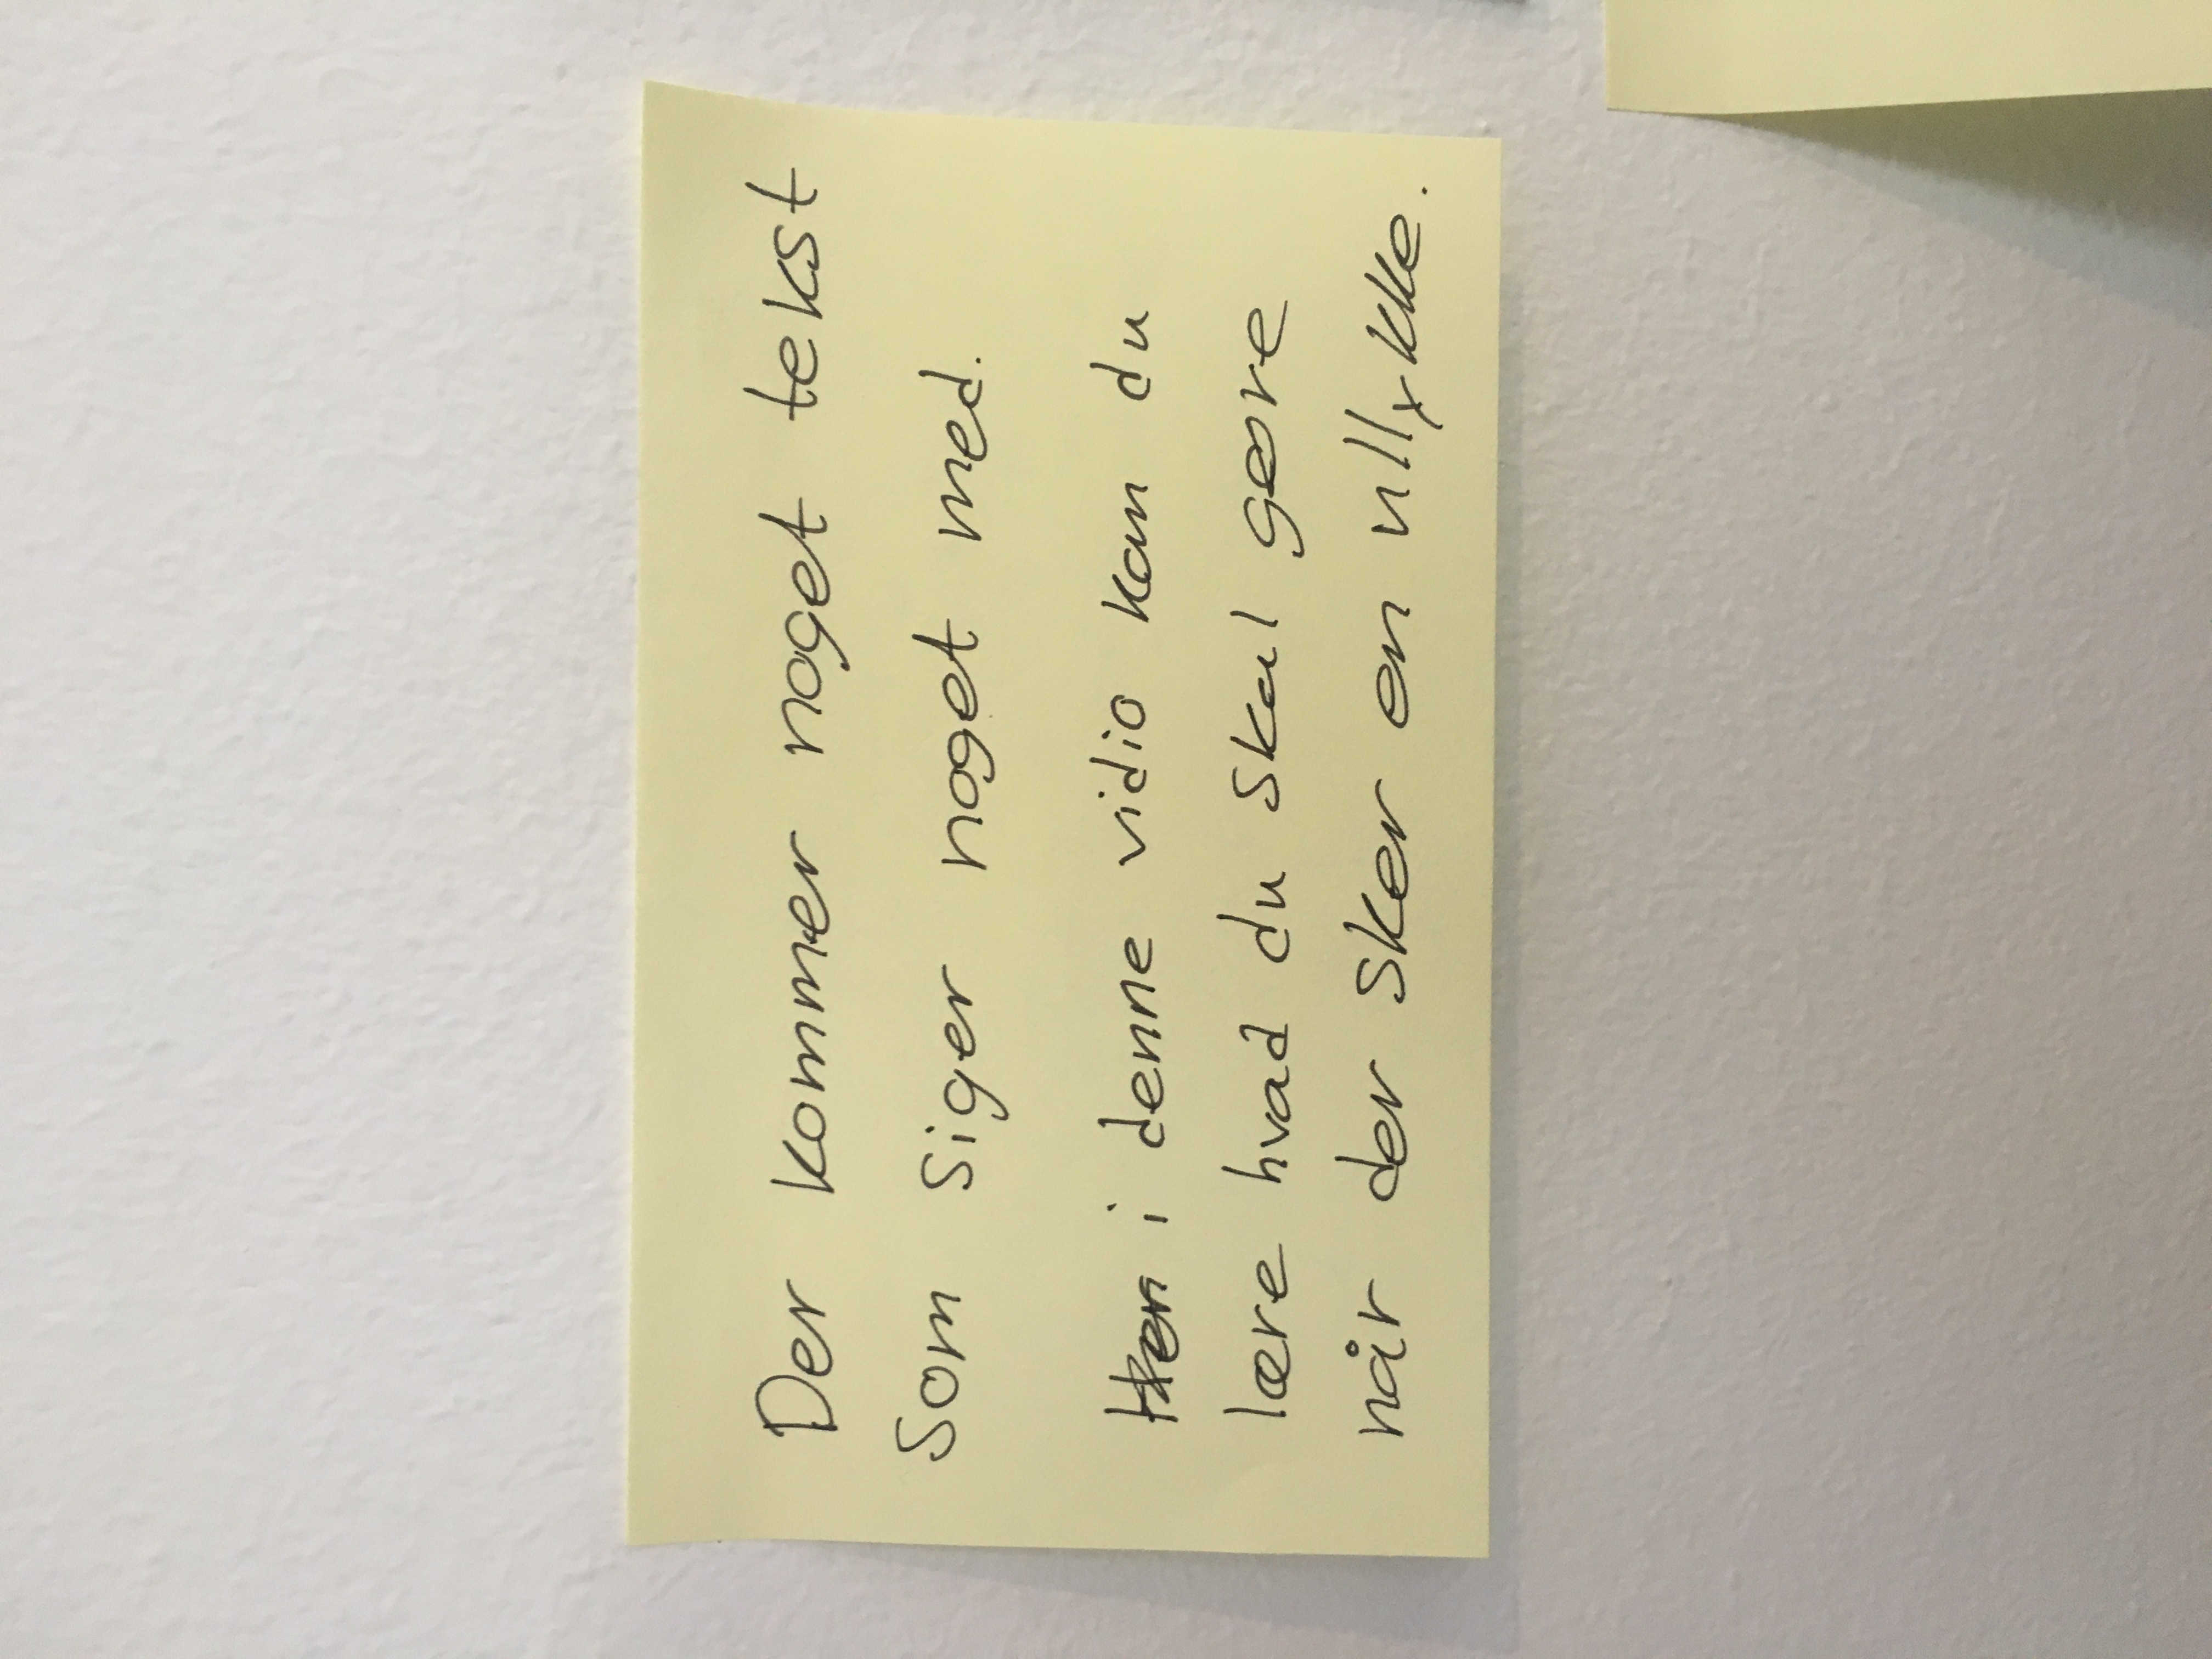 Der kommer noget tekst
som siger noget med.
i denne vidio kan du
lære hvad du skal gøre
når der sker en ullykke.